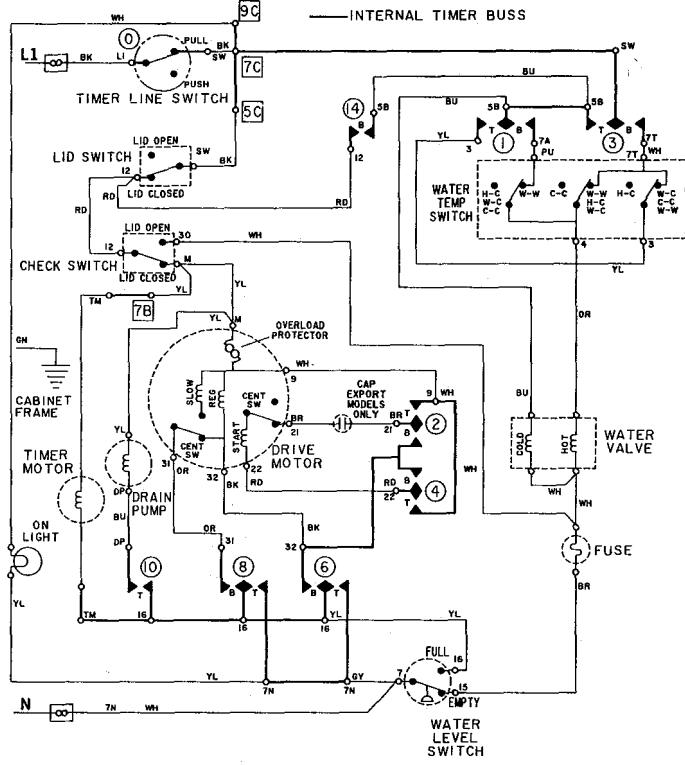 WH
9C
INTERNAL TIMER BUSS
0
PULL
L1
BK
LI
BK
SW
SW
7C
PUSH
TIMER LINE SWITCH
BU
5C
14
5B
B
BU
5B
5B
T
B
T
B
1
3
YL
3
7A
PU
7T
7T
WH
LID OPEN
LID SWITCH
SW
BK
12
12
LID CLOSED
RD
RD
RD
WATER
TEMP
SWITCH
H-C
W-C
C-C
W-W
C-C
W-W
H-C
W-C
H-C
W-W
W-C
C-C
4
3
LID OPEN
30
WH
12
CHECK SWITCH
M
LID CLOSED
YL
YL
YL
TM
7B
OR
YL
M
OVERLOAD
PROTECTOR
GN
CABINET
FRAME
SLOW
REG
CENT
SW
WH
9
CAP
EXPORT
MODELS
ONLY
9
WH
T
2
BR
21
BR
21
B
START
CENT
SW
DRIVE
MOTOR
BU
COLD
HOT
WATER
VALVE
WH
WH
WH
YL
TIMER
MOTOR
31
OR
32
BK
22
RD
RD
22
B
4
T
DP
DRAIN
PUMP
BU
DP
ON
LIGHT
OR
31
BK
32
FUSE
BR
10
8
6
T
B
T
B
T
YL
TM
16
16
16
YL
YL
FULL
16
YL
7N
GY
7N
7
15
EMPTY
N
7N
WH
WATER
LEVEL
SWITCH